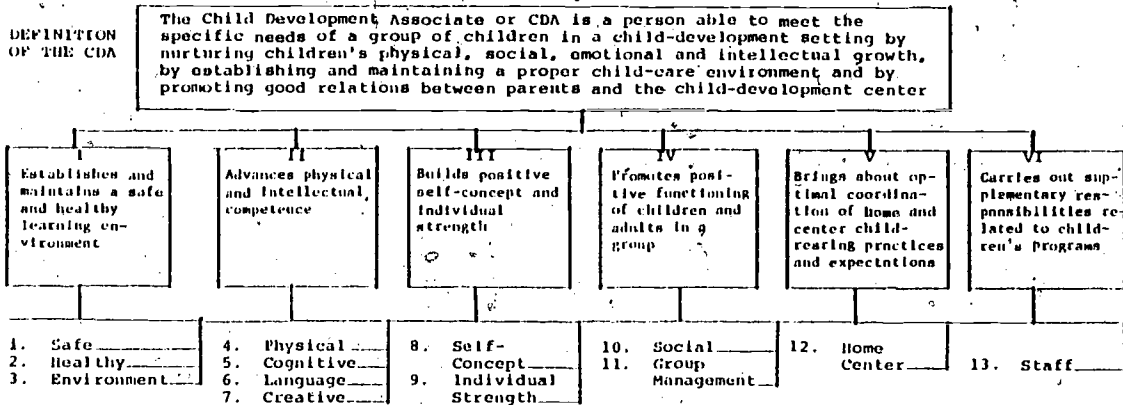 DEFINITION
OF THE CDA
The Child Development Associate or CDA is a person able to meet the
specific needs of a group of children in a child-development setting by
nurturing children's physical, social, emotional and intellectual growth,
by establishing and maintaining a proper child-care environment and by
promoting good relations between parents and the child-development center
I
Establishes and
maintains a safe
and healthy
learning en-
vironment
II
Advances physical
and intellectual
competence
III
Builds positive
self-concept and
individual
strength
IV
Promotes posi-
tive functioning
of children and
adults in a
group
V
Brings about op-
timal coordina-
tion of home and
center child-
rearing practices
and expectations
VI
Carries out sup-
plementary res-
ponsibilities re-
lated to child-
ren's programs
1. Safe
2. Healthy
3. Environment
4. Physical
5. Cognitive
6. Language
7. Creative
8. Self-
Concept
9. Individual
Strength
10. Social
11. Group
Management
12. Home
Center
13. Staff